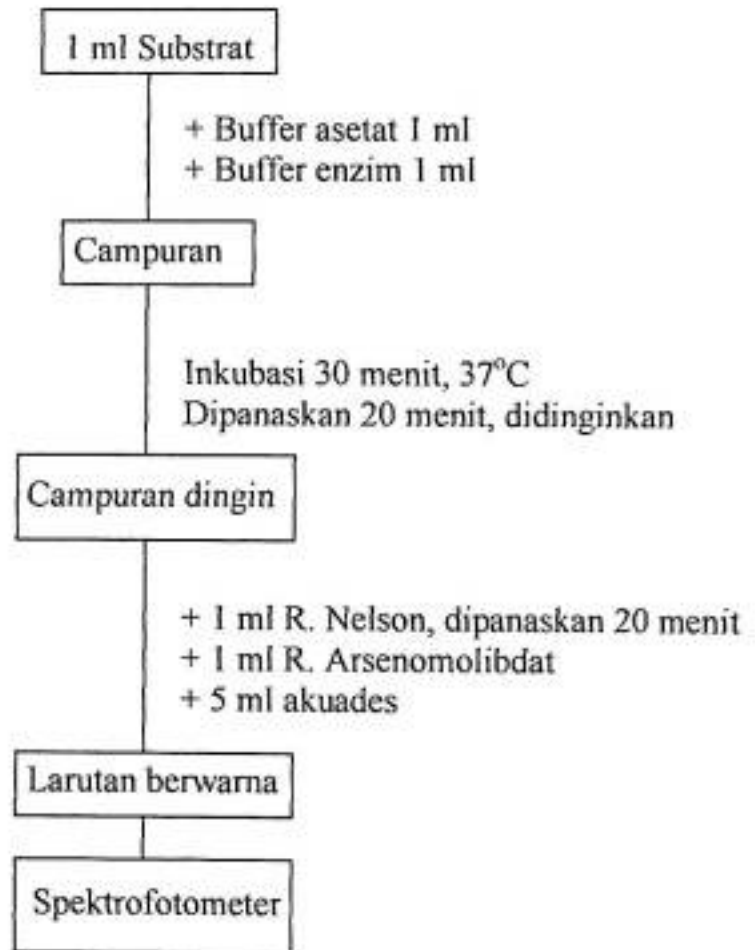 1 ml Substrat
+ Buffer asetat 1 ml
+ Buffer enzim 1 ml
Campuran
Inkubasi 30 menit, 37°C
Dipanaskan 20 menit, didinginkan
Campuran dingin
+ 1 ml R. Nelson, dipanaskan 20 menit
+ 1 ml R. Arsenomolibdat
+ 5 ml akuades
Larutan berwarna
Spektrofotometer